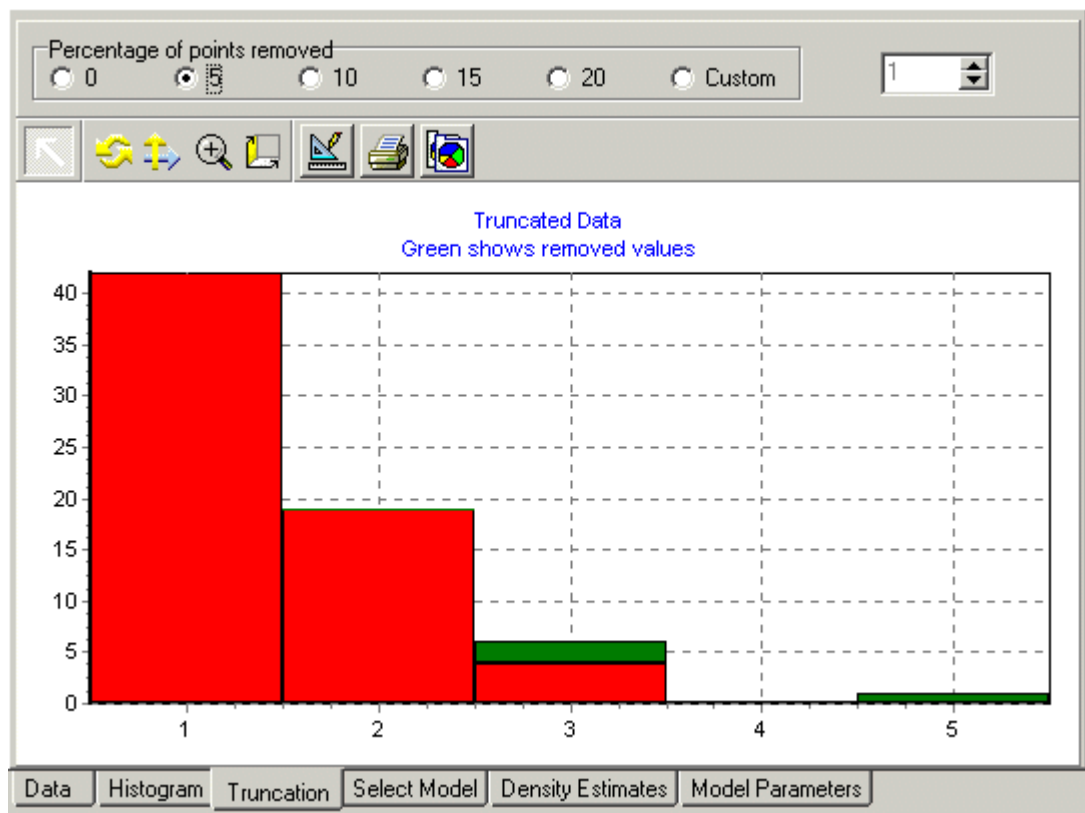 Percentage of points removed
0 5 10 15 20 Custom 1
Truncated Data
Green shows removed values
40
35
30
25
20
15
10
5
0
1 2 3 4 5
Data Histogram Truncation Select Model Density Estimates Model Parameters